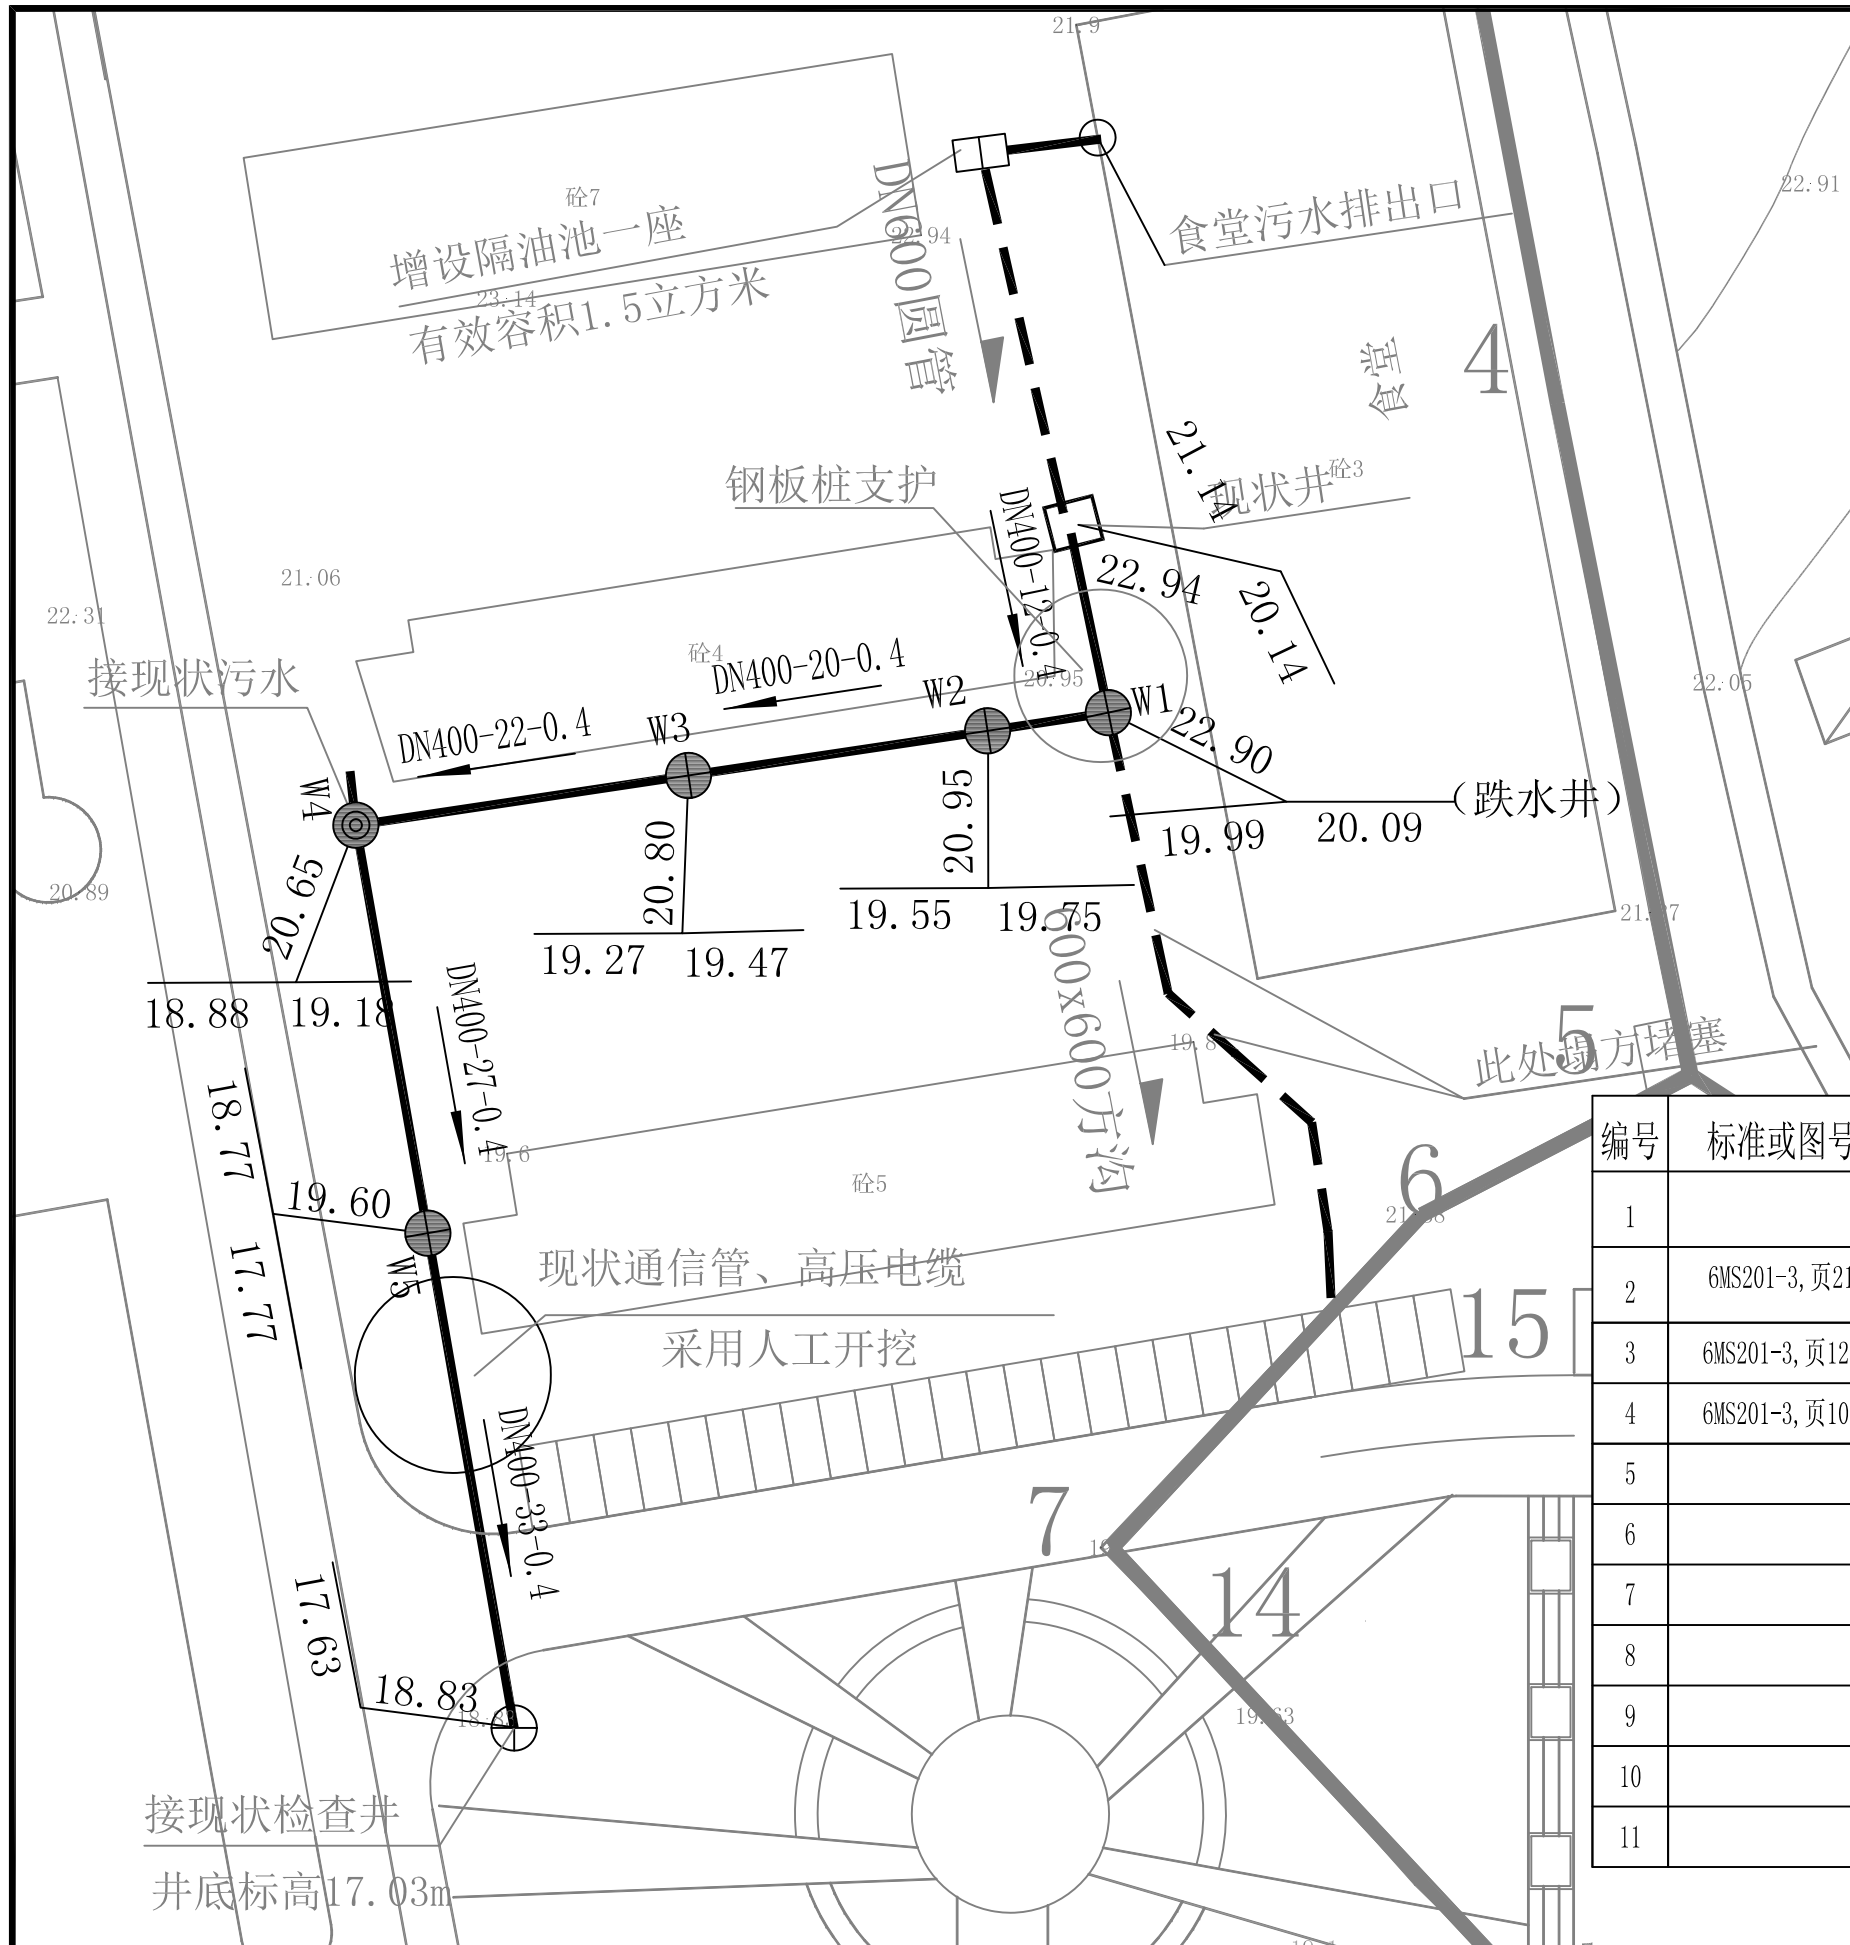 21.9
22.91
砼7
增设隔油池一座
23.14
有效容积1.5立方米
22.94
DN600圆管
食堂污水排出口
食堂
4
21.14
砼3
现状井
钢板桩支护
DN400-12-0.4
22.94
20.14
21.06
22.31
接现状污水
砼4
DN400-20-0.4
20.95
22.05
DN400-22-0.4
W3
W2
W1
22.90
W4
(跌水井)
19.99
20.09
20.95
20.80
20.65
20.89
19.55
19.75
19.27
19.47
18.88
19.18
600x600方沟
DN400-27-0.4
5
此处塌方堵塞
19.6
18.77
17.77
19.60
W5
砼5
6
现状通信管、高压电缆
采用人工开挖
15
DN400-33-0.4
7
14
17.63
18.83
18.83
19.63
接现状检查井
井底标高17.03m
编号
标准或图号
1
2
6MS201-3,页21
3
6MS201-3,页12
4
6MS201-3,页10
5
6
7
8
9
10
11